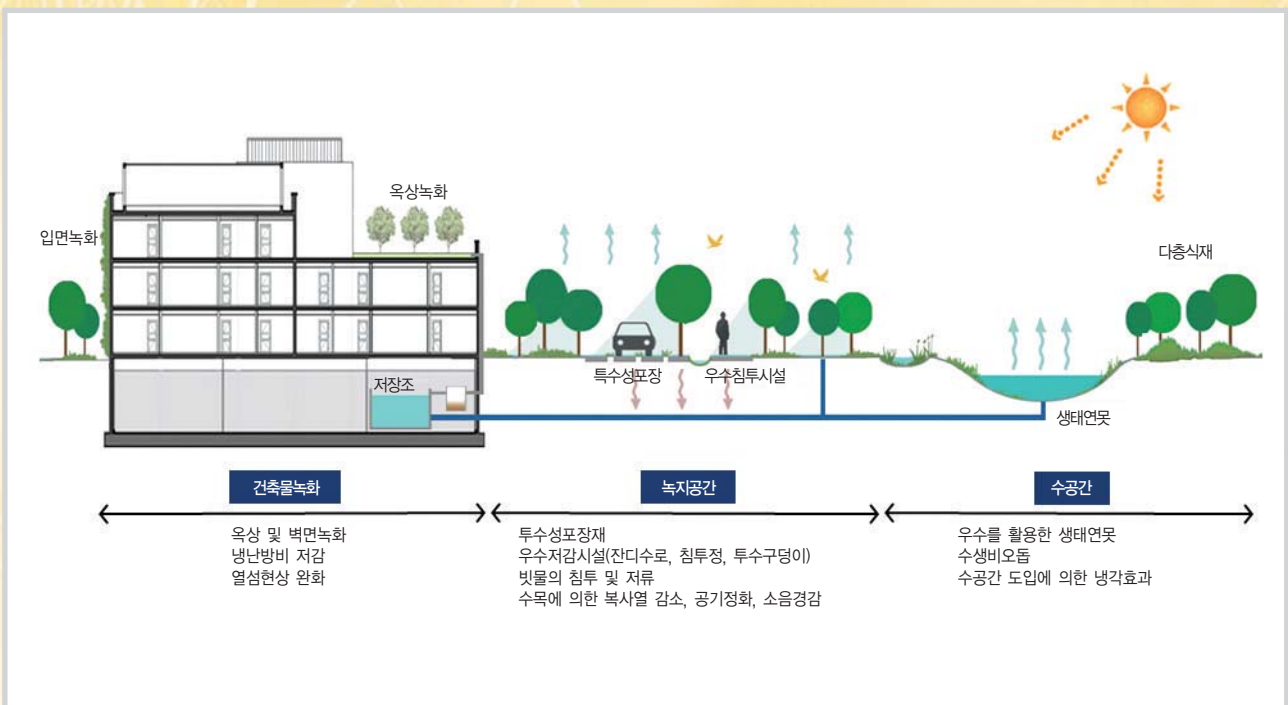 옥상녹화
입면녹화
다층식재
특수성포장
우수침투시설
저장조
생태연못
건축물녹화
녹지공간
수공간
옥상 및 벽면녹화
냉난방비 저감
열섬현상 완화
투수성포장재
우수저감시설(잔디수로, 침투정, 투수구덩이)
빗물의 침투 및 저류
수목에 의한 복사열 감소, 공기정화, 소음경감
우수를 활용한 생태연못
수생비오톱
수공간 도입에 의한 냉각효과